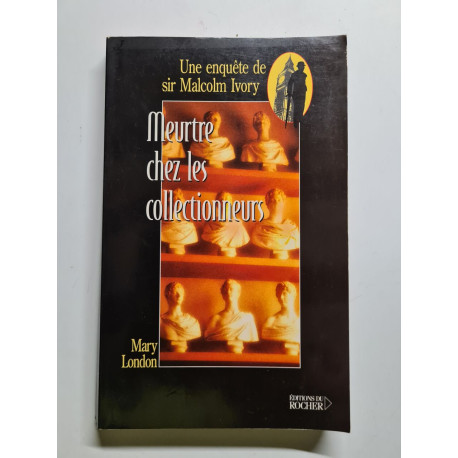 Une enquête de
sir Malcolm Ivory
Meurtre
chez les
collectionneurs
Mary
London
ÉDITIONS DU
ROCHER